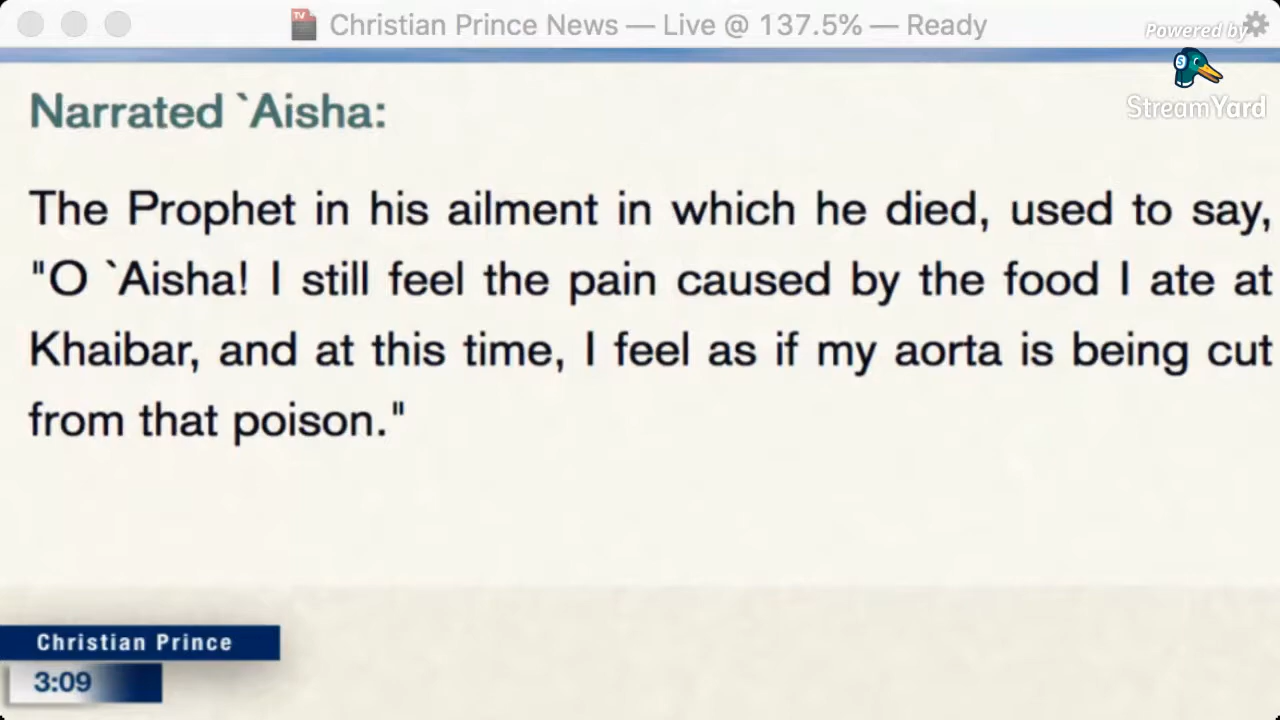 TV
Christian Prince News — Live @ 137.5% — Ready
Powered by
S
StreamYard
Narrated `Aisha:
The Prophet in his ailment in which he died, used to say,
"O `Aisha! I still feel the pain caused by the food I ate at
Khaibar, and at this time, I feel as if my aorta is being cut
from that poison."
Christian Prince
3:09